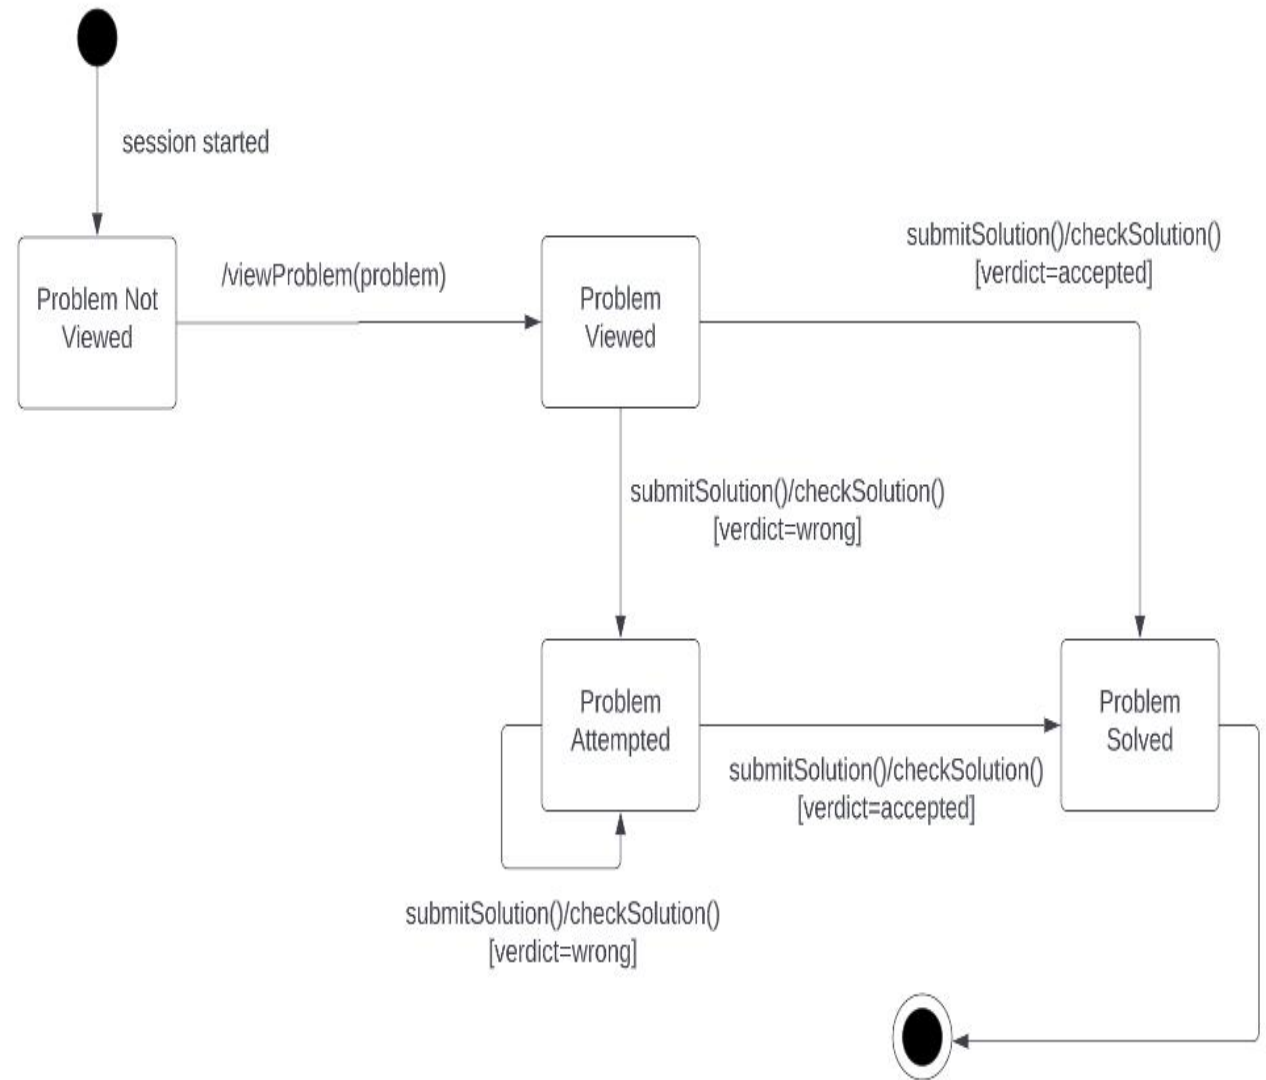 session started
submitSolution()/checkSolution()
[verdict=accepted]
/viewProblem(problem)
Problem Not
Viewed
Problem
Viewed
submitSolution()/checkSolution()
[verdict=wrong]
Problem
Attempted
Problem
Solved
submitSolution()/checkSolution()
[verdict=accepted]
submitSolution()/checkSolution()
[verdict=wrong]